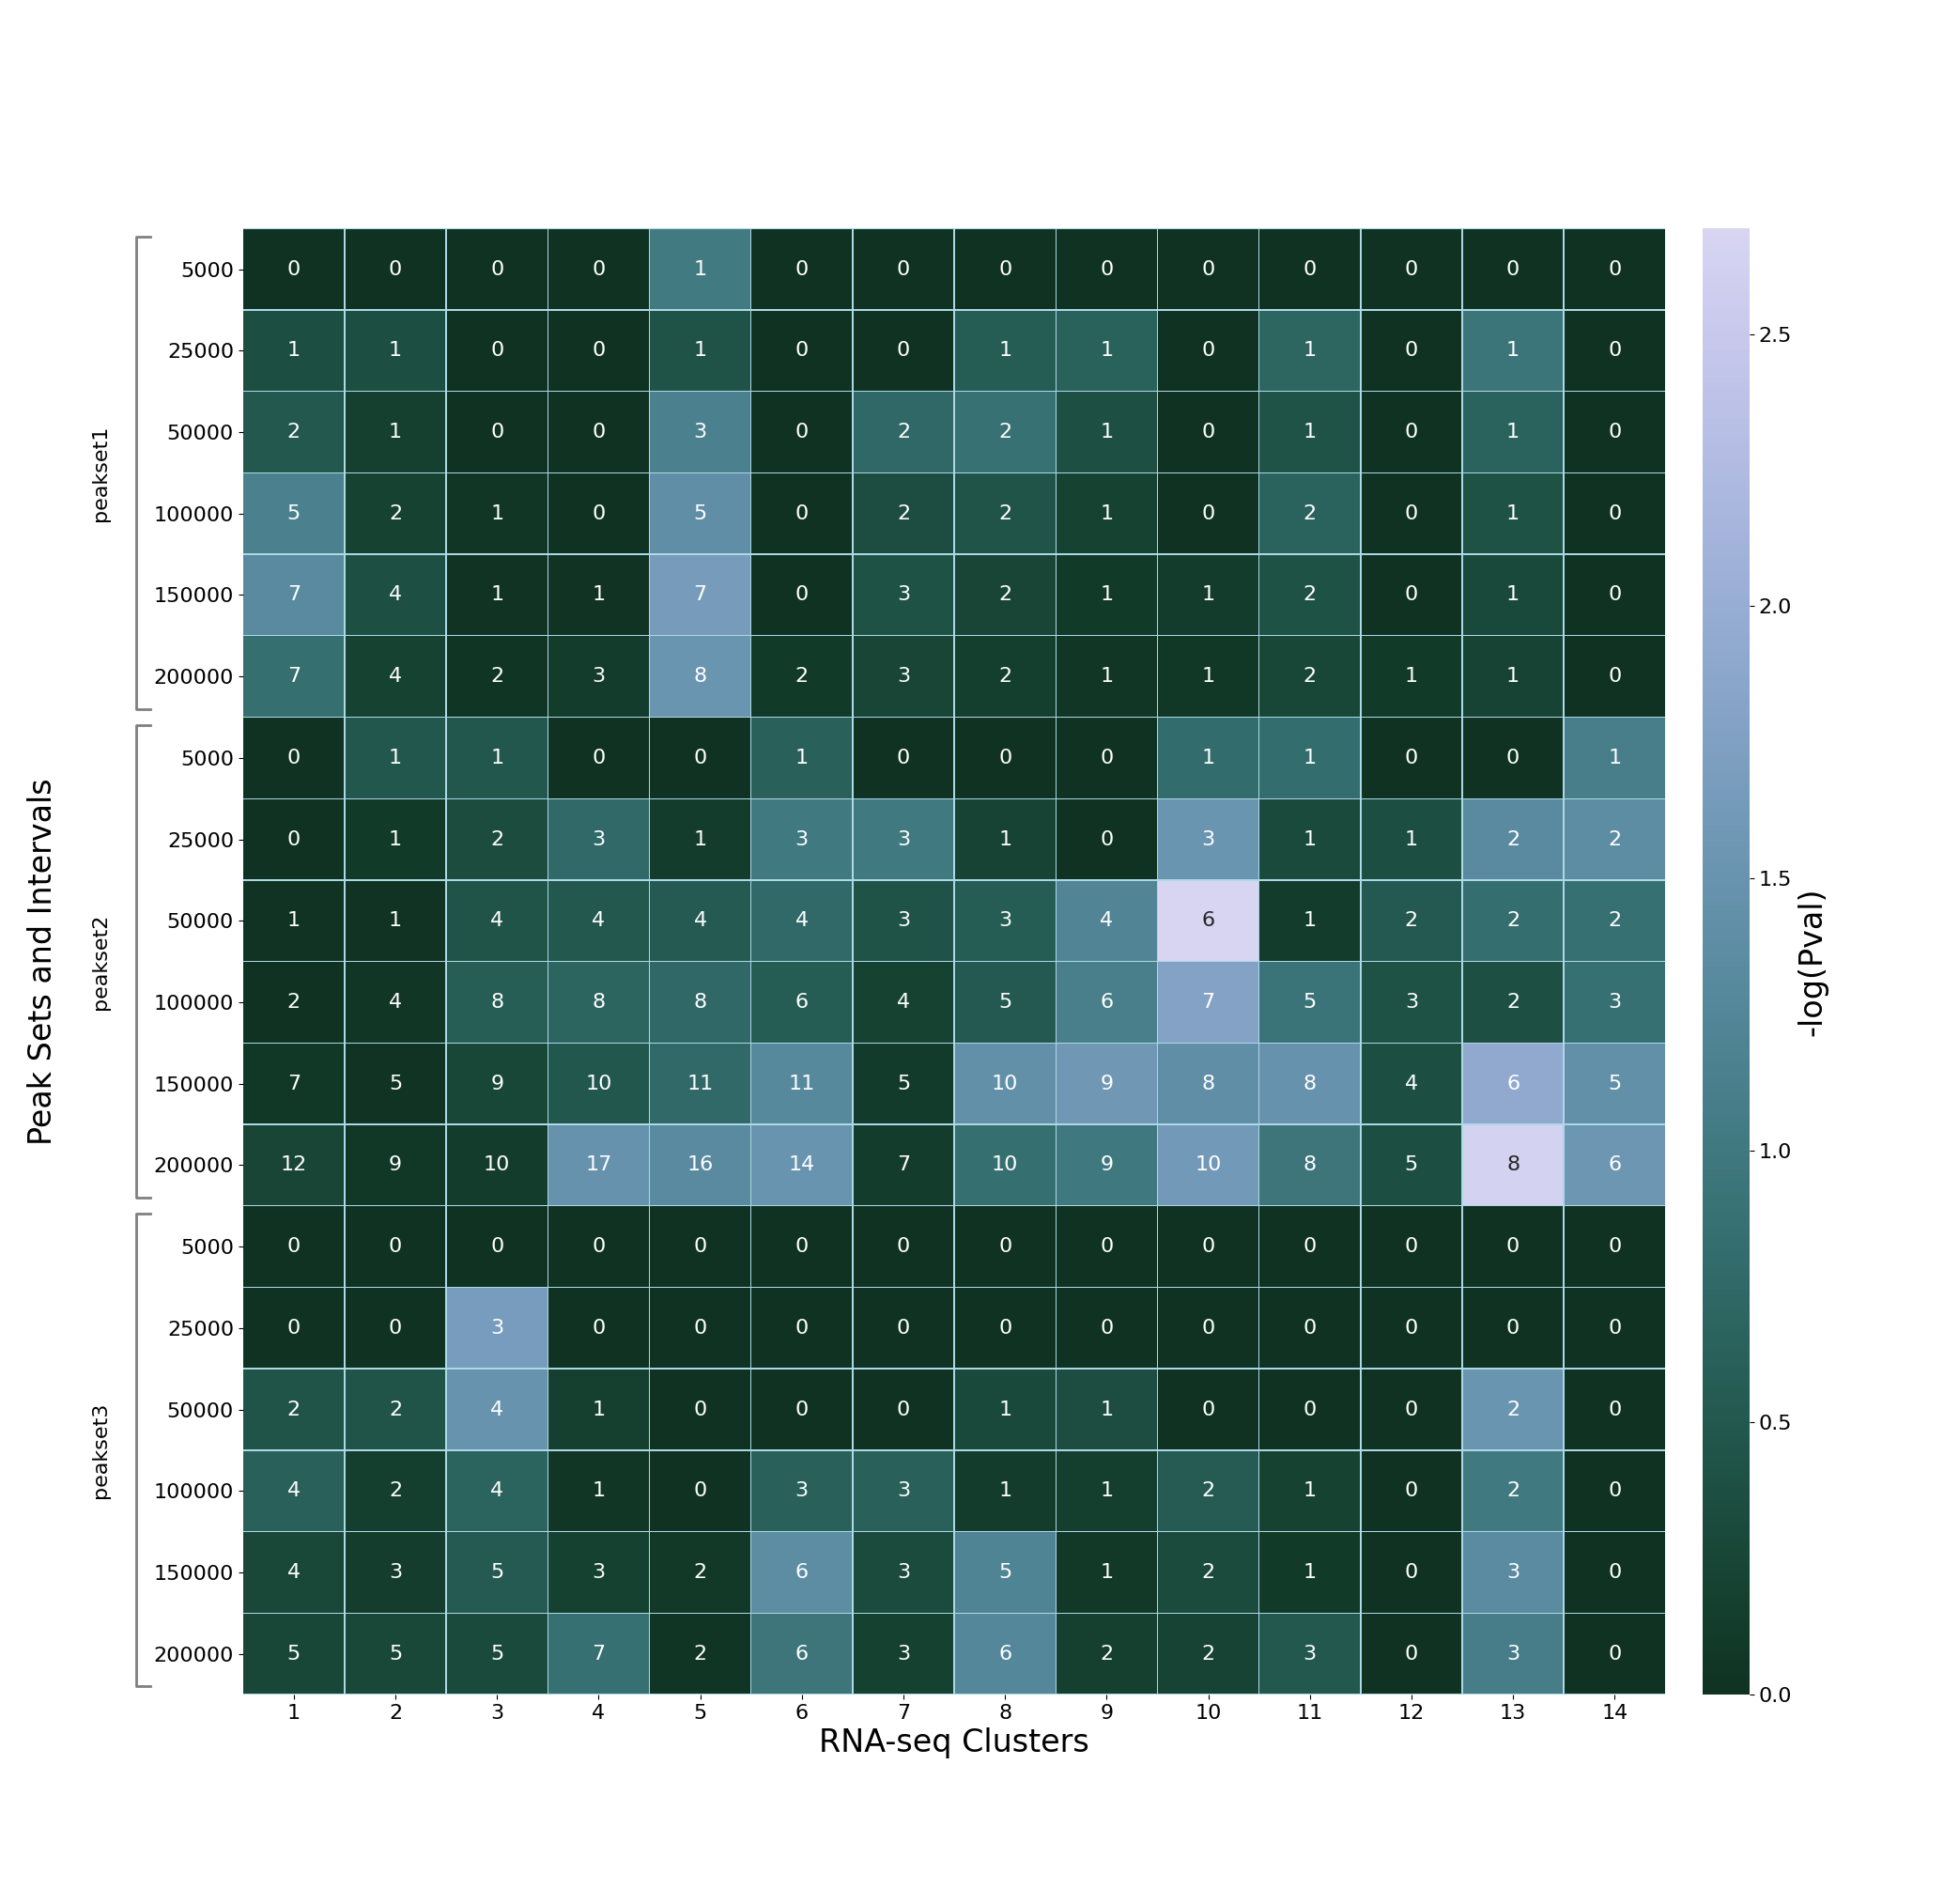 Peak Sets and Intervals
peakset1
5000 0 0 0 0 1 0 0 0 0 0 0 0 0 0
25000 1 1 0 0 1 0 0 1 1 0 1 0 1 0
50000 2 1 0 0 3 0 2 2 1 0 1 0 1 0
100000 5 2 1 0 5 0 2 2 1 0 2 0 1 0
150000 7 4 1 1 7 0 3 2 1 1 2 0 1 0
200000 7 4 2 3 8 2 3 2 1 1 2 1 1 0
peakset2
5000 0 1 1 0 0 1 0 0 0 1 1 0 0 1
25000 0 1 2 3 1 3 3 1 0 3 1 1 2 2
50000 1 1 4 4 4 4 3 3 4 6 1 2 2 2
100000 2 4 8 8 8 6 4 5 6 7 5 3 2 3
150000 7 5 9 10 11 11 5 10 9 8 8 4 6 5
200000 12 9 10 17 16 14 7 10 9 10 8 5 8 6
peakset3
5000 0 0 0 0 0 0 0 0 0 0 0 0 0 0
25000 0 0 3 0 0 0 0 0 0 0 0 0 0 0
50000 2 2 4 1 0 0 0 1 1 0 0 0 2 0
100000 4 2 4 1 0 3 3 1 1 2 1 0 2 0
150000 4 3 5 3 2 6 3 5 1 2 1 0 3 0
200000 5 5 5 7 2 6 3 6 2 2 3 0 3 0
1 2 3 4 5 6 7 8 9 10 11 12 13 14
RNA-seq Clusters
2.5
2.0
1.5
1.0
0.5
0.0
-log(Pval)